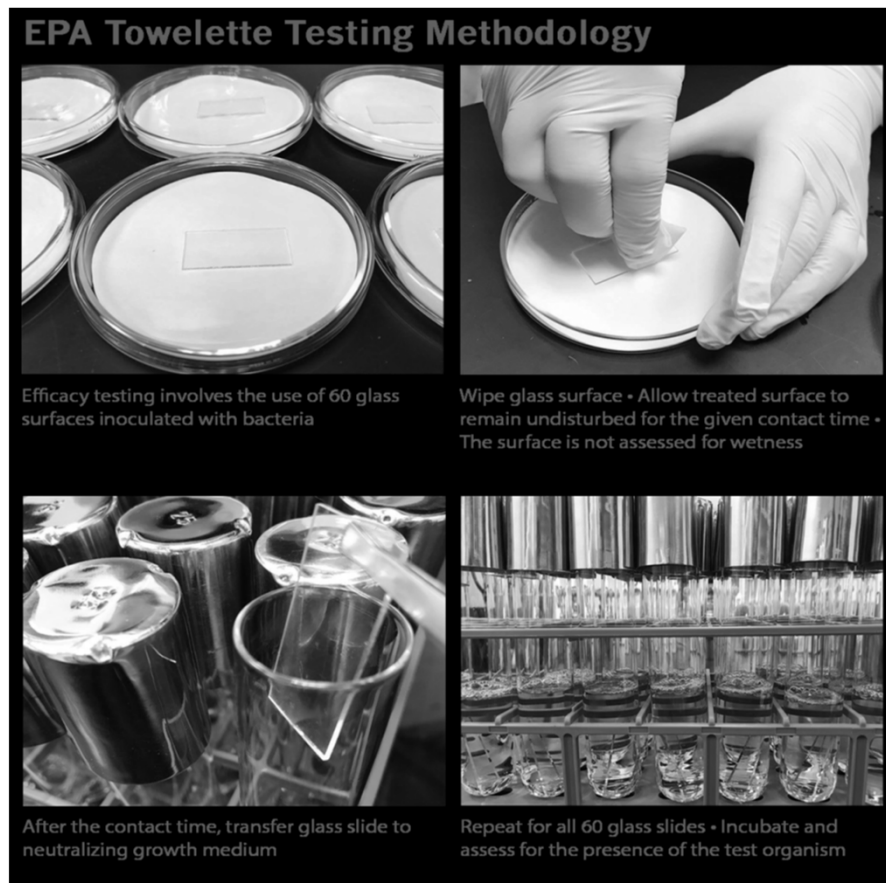 EPA Towelette Testing Methodology
Efficacy testing involves the use of 60 glass
surfaces inoculated with bacteria
Wipe glass surface • Allow treated surface to
remain undisturbed for the given contact time •
The surface is not assessed for wetness
After the contact time, transfer glass slide to
neutralizing growth medium
Repeat for all 60 glass slides • Incubate and
assess for the presence of the test organism